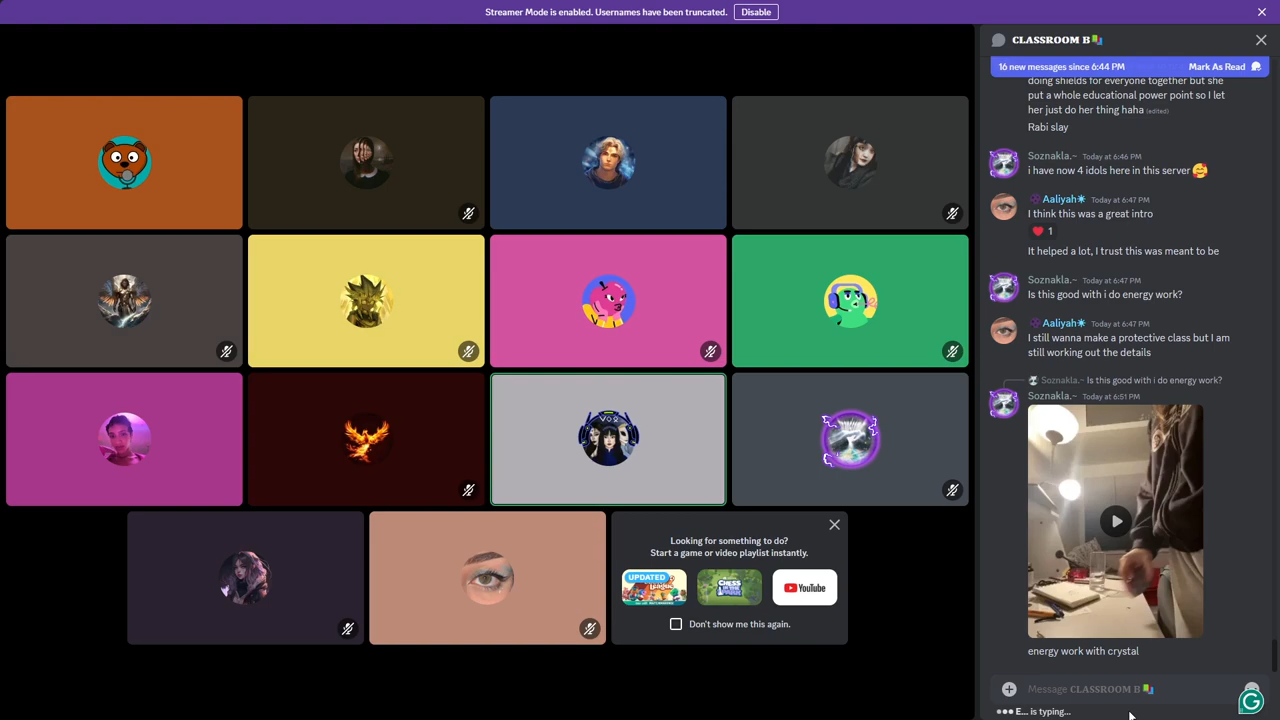 Streamer Mode is enabled. Usernames have been truncated. Disable
CLASSROOM B
16 new messages since 6:44 PM Mark As Read
doing shields for everyone together but she
put a whole educational power point so I let
her just do her thing haha (edited)
Rabi slay
Soznakla.~ Today at 6:46 PM
i have now 4 idols here in this server 🥰
Aaliyah☀ Today at 6:47 PM
I think this was a great intro
❤️ 1
It helped a lot, I trust this was meant to be
Soznakla.~ Today at 6:47 PM
Is this good with i do energy work?
Aaliyah☀ Today at 6:47 PM
I still wanna make a protective class but I am
still working out the details
Soznakla.~ Is this good with i do energy work?
Soznakla.~ Today at 6:51 PM
energy work with crystal
Message CLASSROOM B
E... is typing...
VOX
Looking for something to do?
Start a game or video playlist instantly.
UPDATED
CHESS
IN THE
PARK
YouTube
Don't show me this again.